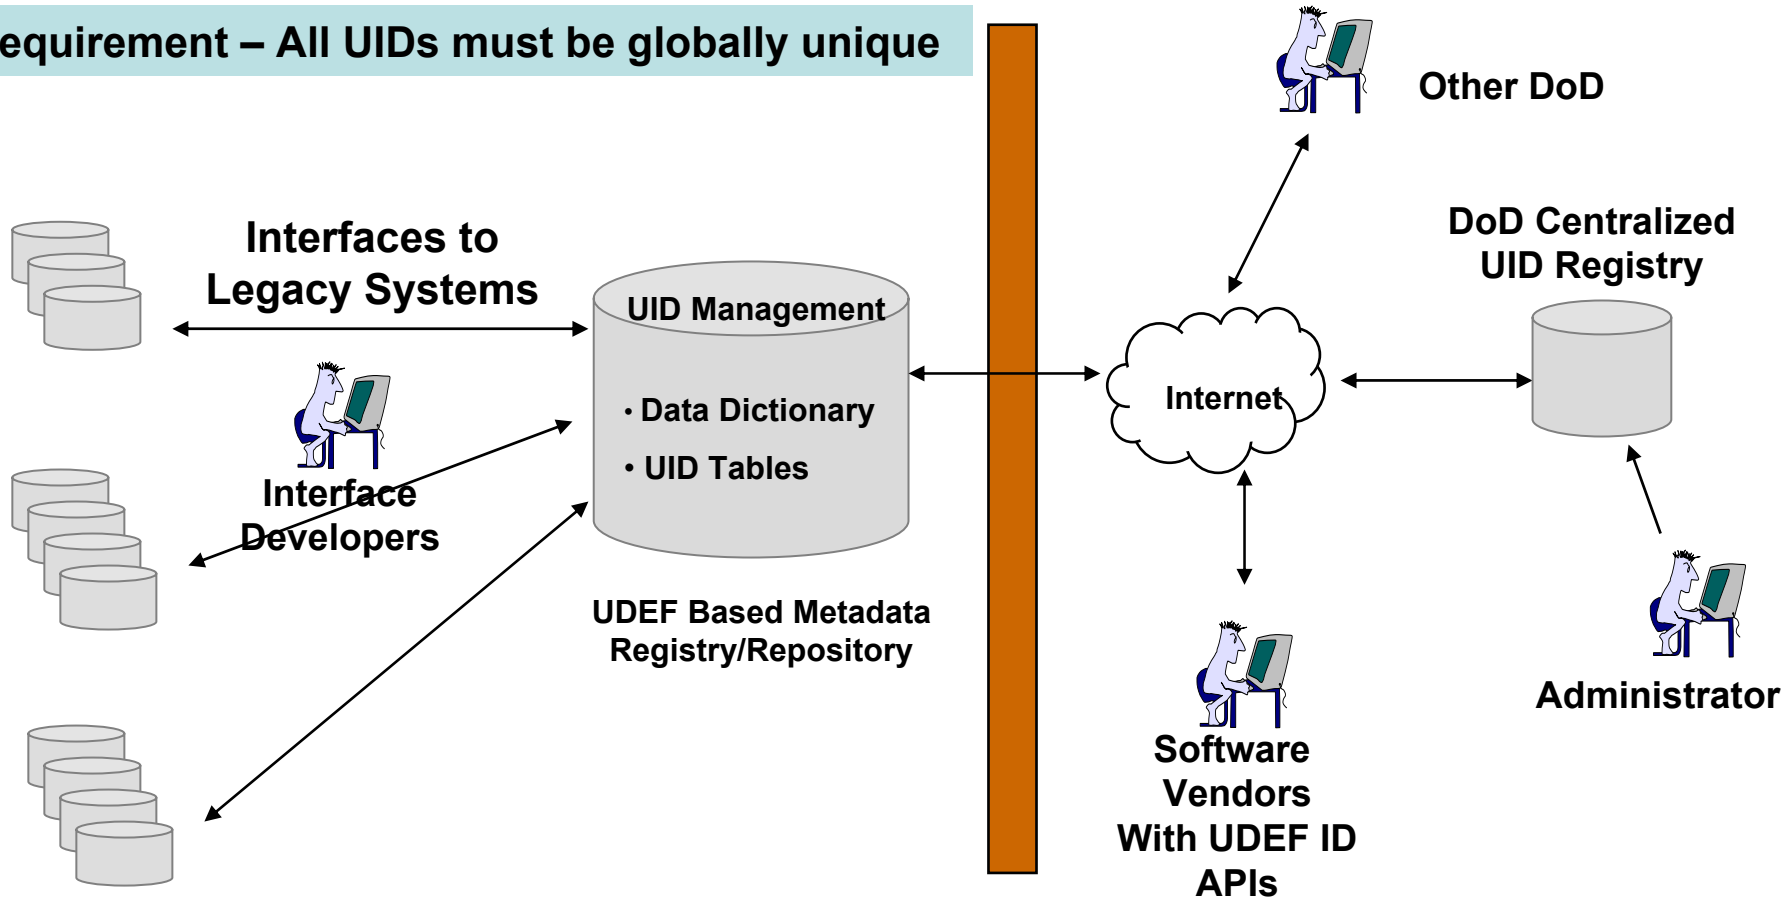 equirement – All UIDs must be globally unique
Other DoD
DoD Centralized
UID Registry
Interfaces to
Legacy Systems
UID Management
• Data Dictionary
• UID Tables
Internet
Interface
Developers
UDEF Based Metadata
Registry/Repository
Administrator
Software
Vendors
With UDEF ID
APIs